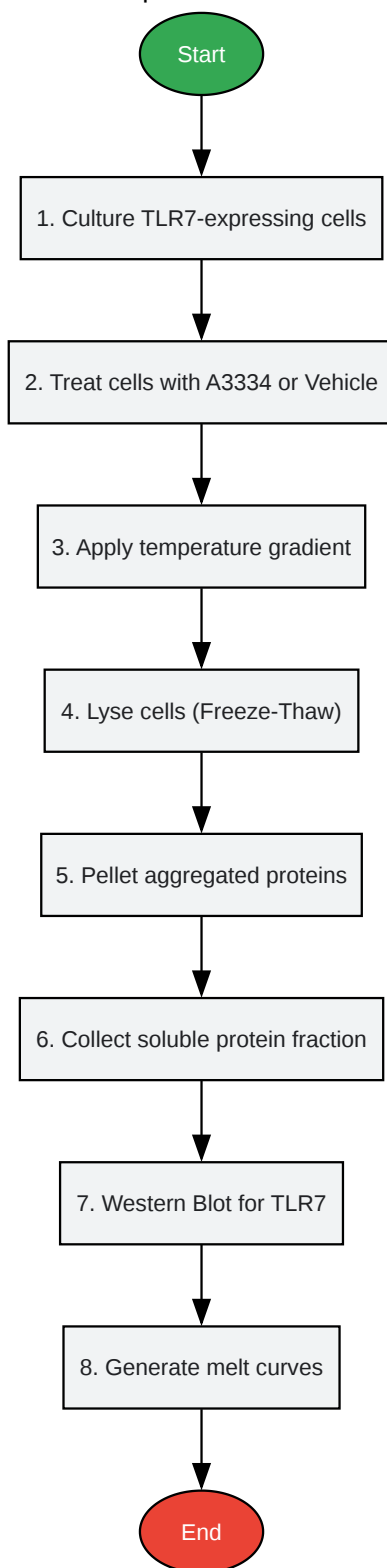 Start
1. Culture TLR7-expressing cells
2. Treat cells with A3334 or Vehicle
3. Apply temperature gradient
4. Lyse cells (Freeze-Thaw)
5. Pellet aggregated proteins
6. Collect soluble protein fraction
7. Western Blot for TLR7
8. Generate melt curves
End